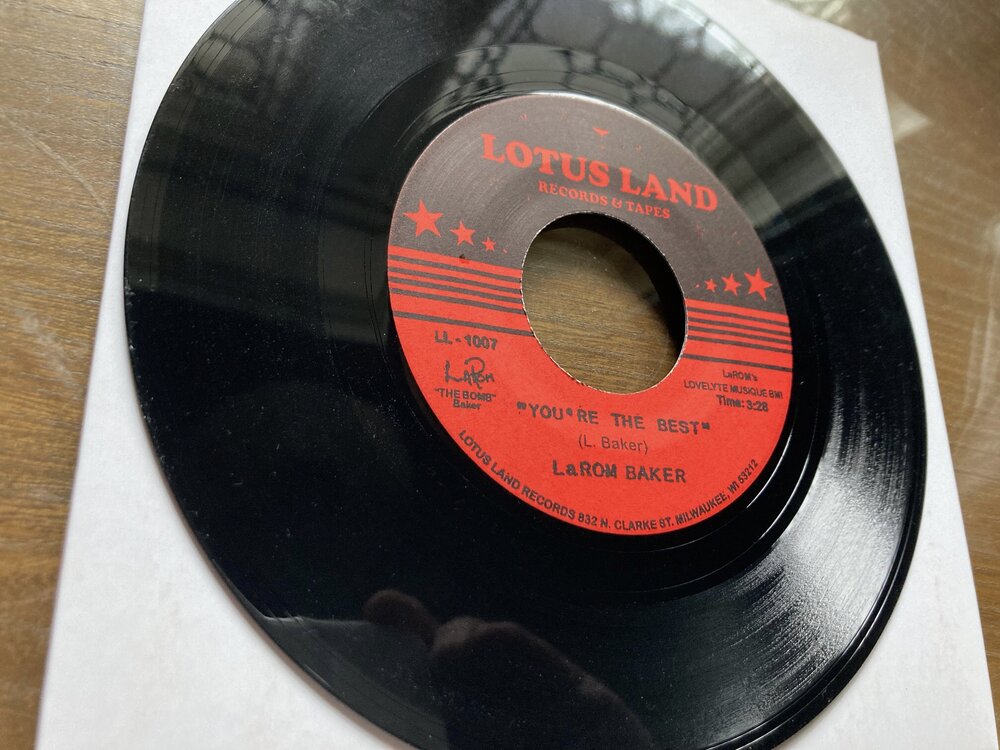 LOTUS LAND
RECORDS & TAPES
LL - 1007
LaRom
"THE BOMB"
Baker
LaROM's
LOVELYTE MUSIQUE BMI
Time: 3:28
"YOU'RE THE BEST"
(L. Baker)
LaROM BAKER
LOTUS LAND RECORDS 832 N. CLARKE ST. MILWAUKEE, WI 53212